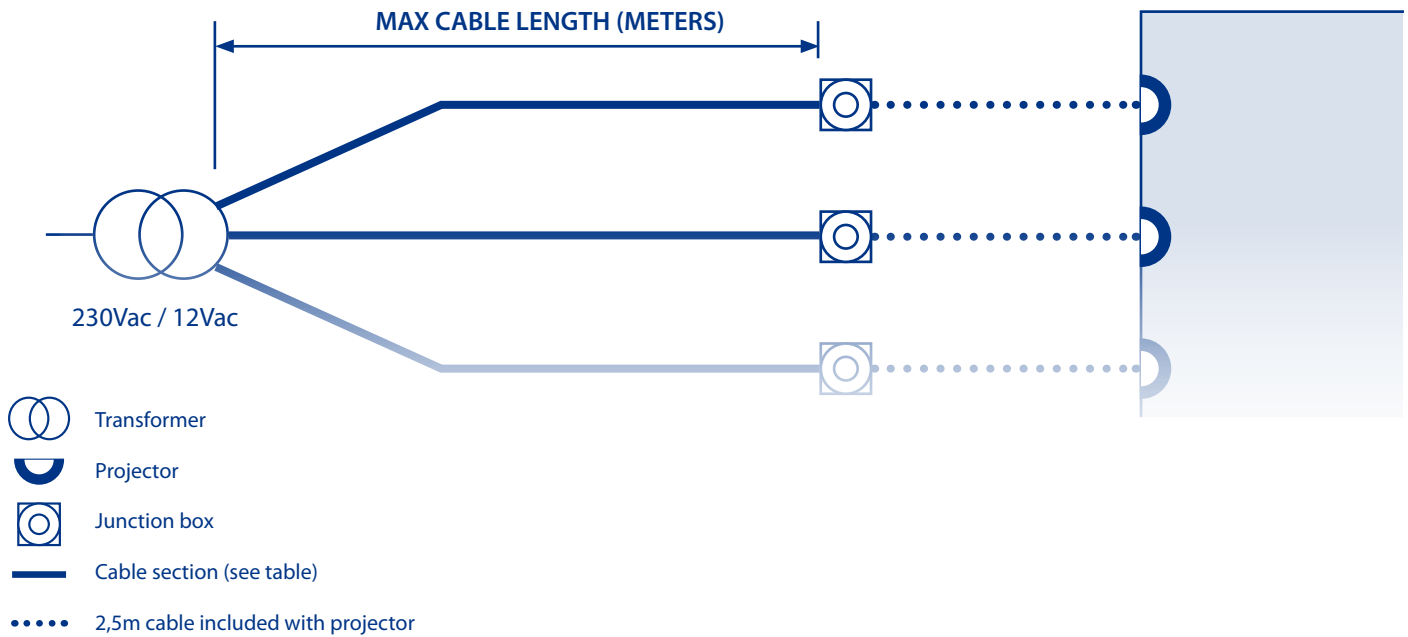 MAX CABLE LENGTH (METERS)
230Vac / 12Vac
Transformer
Projector
Junction box
Cable section (see table)
2,5m cable included with projector